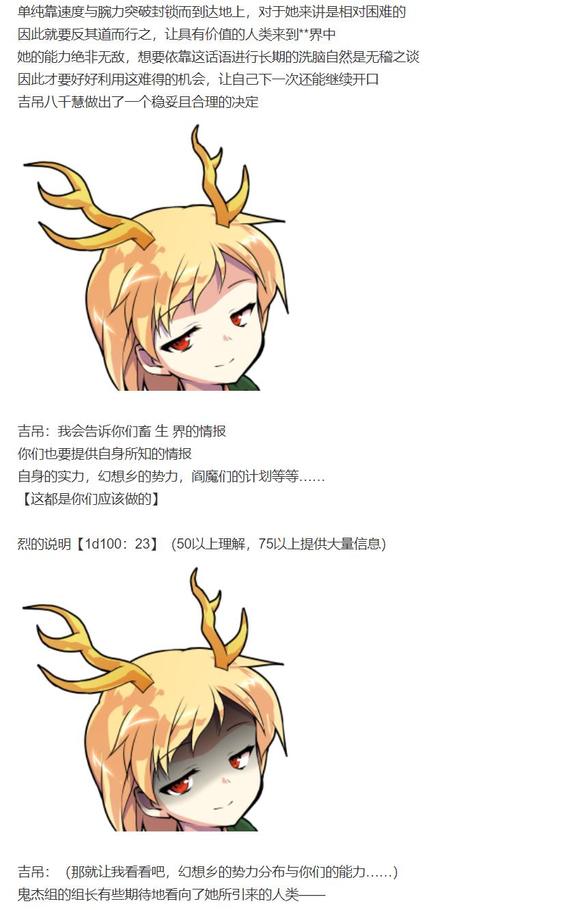 单纯靠速度与腕力突破封锁而到达地上，对于她来讲是相对困难的
因此就要反其道而行之，让具有价值的人类来到**界中
她的能力绝非无敌，想要依靠这话语进行长期的洗脑自然是无稽之谈
因此才要好好利用这难得的机会，让自己下一次还能继续开口
吉吊八千慧做出了一个稳妥且合理的决定
吉吊：我会告诉你们畜 生 界的情报
你们也要提供自身所知的情报
自身的实力，幻想乡的势力，阎魔们的计划等等……
【这都是你们应该做的】
烈的说明【1d100：23】（50以上理解，75以上提供大量信息）
吉吊：（那就让我看看吧，幻想乡的势力分布与你们的能力……）
鬼杰组的组长有些期待地看向了她所引来的人类——